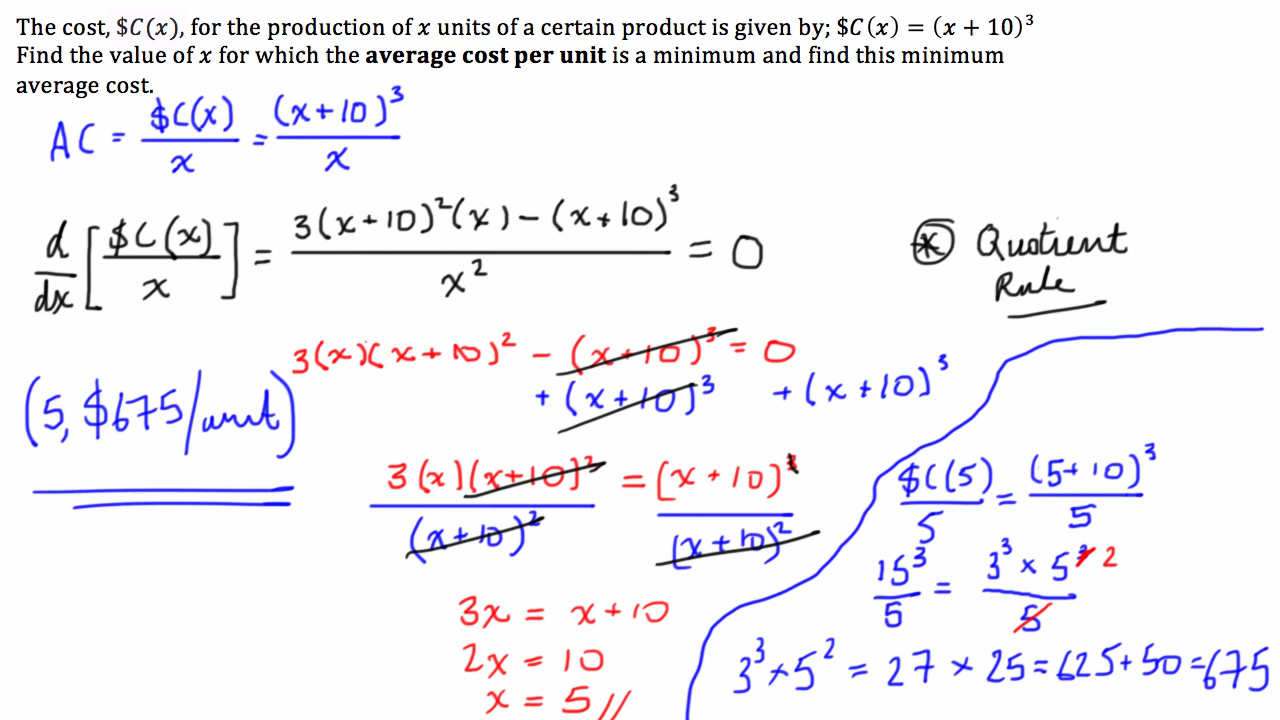 The cost, $C(x), for the production of x units of a certain product is given by; $C(x) = (x + 10)³
Find the value of x for which the average cost per unit is a minimum and find this minimum
average cost.
AC = $C(x)/x = (x+10)³/x
d/dx [$C(x)/x] = 3(x+10)²(x) - (x+10)³/x² = 0
* Quotient
Rule
3(x)(x+10)² - (x+10)³ = 0
+ (x+10)³ + (x+10)³
(5, $675/unit)
3(x)(x+10)²/(x+10)² = (x+10)³/(x+10)²
3x = x+10
2x = 10
x = 5 //
$C(5)/5 = (5+10)³/5
15³/5 = 3³ × 5³ 2/5
3³ × 5² = 27 × 25 = 625+50 = 675